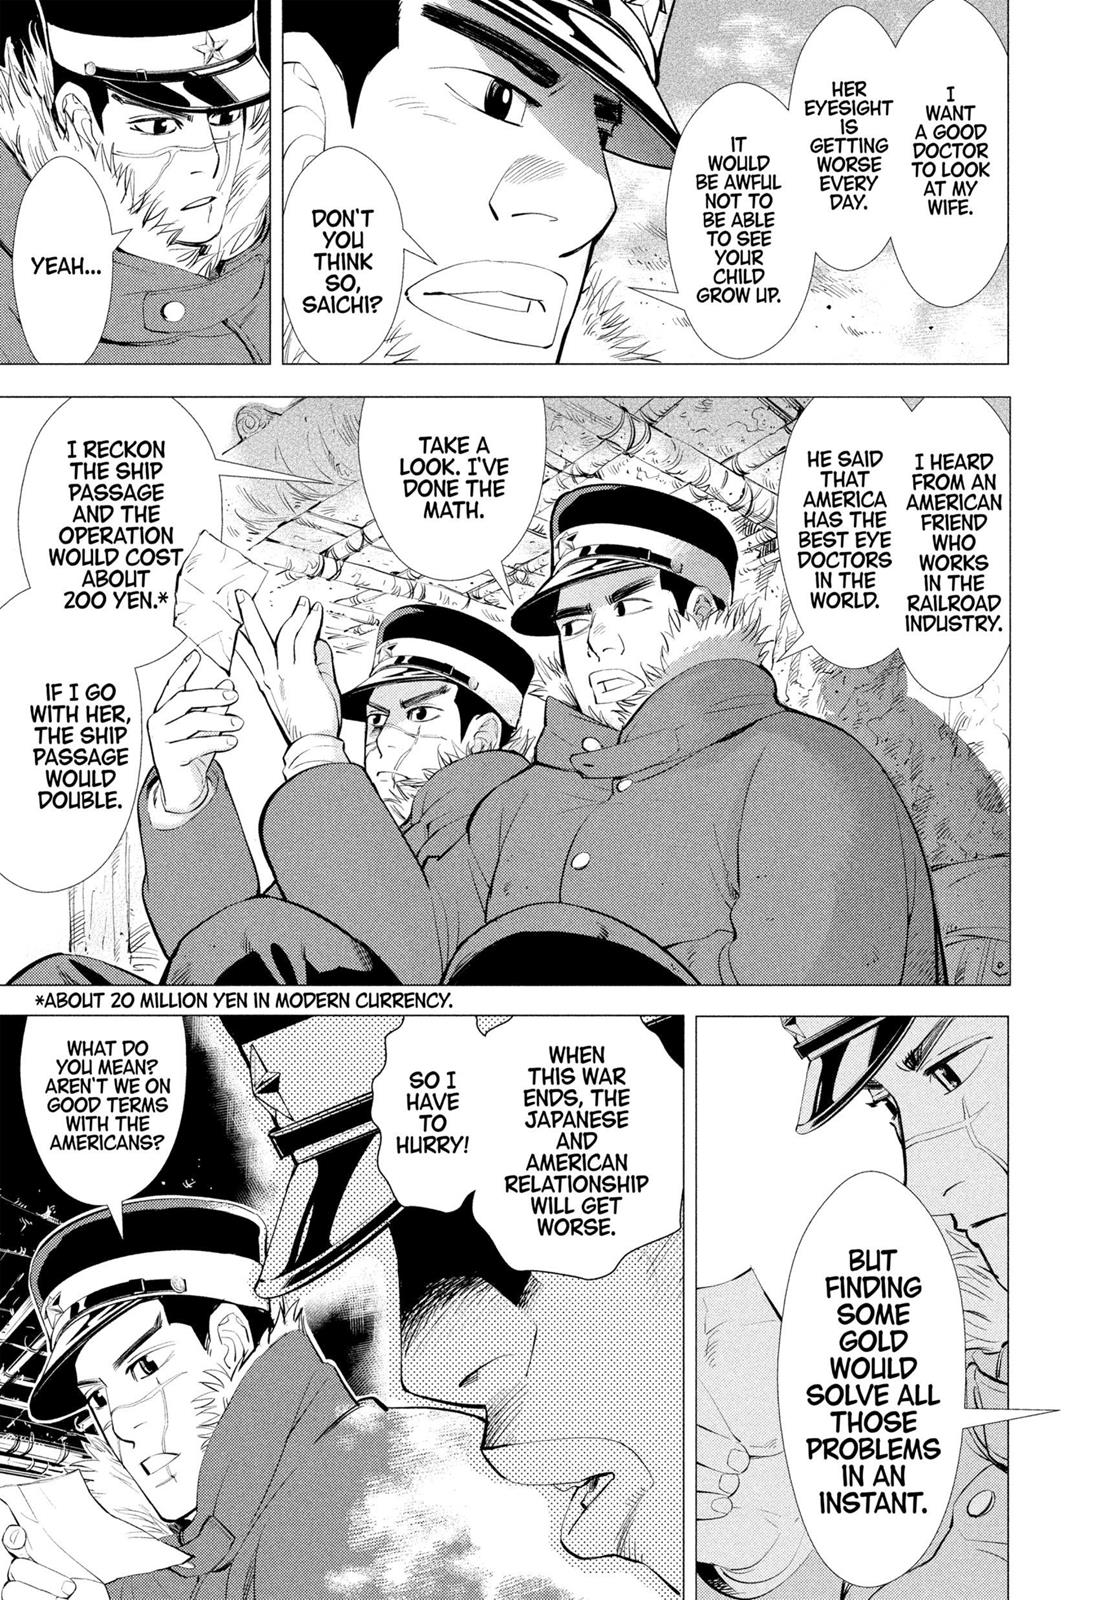 I
WANT
A GOOD
DOCTOR
TO LOOK
AT MY
WIFE.
HER
EYESIGHT
IS
GETTING
WORSE
EVERY
DAY.
IT
WOULD
BE AWFUL
NOT TO
BE ABLE
TO SEE
YOUR
CHILD
GROW UP.
DON'T
YOU
THINK
SO,
SAICHI?
YEAH...
I HEARD
FROM AN
AMERICAN
FRIEND
WHO
WORKS
IN THE
RAILROAD
INDUSTRY.
HE SAID
THAT
AMERICA
HAS THE
BEST EYE
DOCTORS
IN THE
WORLD.
TAKE A
LOOK. I'VE
DONE THE
MATH.
I RECKON
THE SHIP
PASSAGE
AND THE
OPERATION
WOULD COST
ABOUT
200 YEN.*
IF I GO
WITH HER,
THE SHIP
PASSAGE
WOULD
DOUBLE.
*ABOUT 20 MILLION YEN IN MODERN CURRENCY.
BUT
FINDING
SOME
GOLD
WOULD
SOLVE ALL
THOSE
PROBLEMS
IN AN
INSTANT.
WHEN
THIS WAR
ENDS, THE
JAPANESE
AND
AMERICAN
RELATIONSHIP
WILL GET
WORSE.
SO I
HAVE
TO
HURRY!
WHAT DO
YOU MEAN?
AREN'T WE ON
GOOD TERMS
WITH THE
AMERICANS?